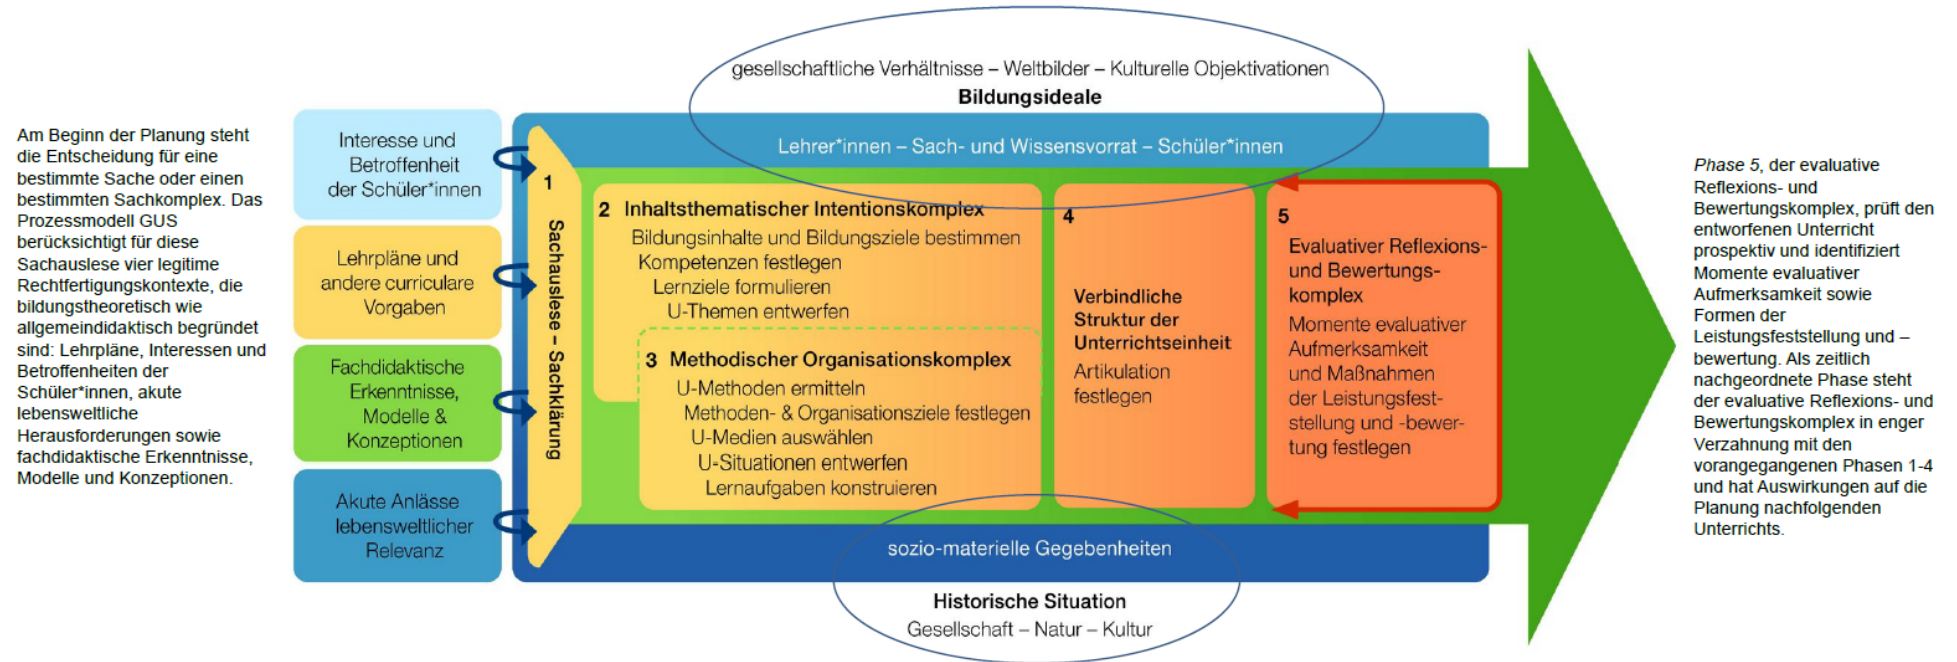 Am Beginn der Planung steht
die Entscheidung für eine
bestimmte Sache oder einen
bestimmten Sachkomplex. Das
Prozessmodell GUS
berücksichtigt für diese
Sachauslese vier legitime
Rechtfertigungskontexte, die
bildungstheoretisch wie
allgemeindidaktisch begründet
sind: Lehrpläne, Interessen und
Betroffenheiten der
Schüler*innen, akute
lebensweltliche
Herausforderungen sowie
fachdidaktische Erkenntnisse,
Modelle und Konzeptionen.
Interesse und
Betroffenheit
der Schüler*innen
Lehrpläne und
andere curriculare
Vorgaben
Fachdidaktische
Erkenntnisse,
Modelle &
Konzeptionen
Akute Anlässe
lebensweltlicher
Relevanz
gesellschaftliche Verhältnisse – Weltbilder – Kulturelle Objektivationen
Bildungsideale
Lehrer*innen – Sach- und Wissensvorrat – Schüler*innen
1
Sachauslese – Sachklärung
2 Inhaltsthematischer Intentionskomplex
Bildungsinhalte und Bildungsziele bestimmen
Kompetenzen festlegen
Lernziele formulieren
U-Themen entwerfen
3 Methodischer Organisationskomplex
U-Methoden ermitteln
Methoden- & Organisationsziele festlegen
U-Medien auswählen
U-Situationen entwerfen
Lernaufgaben konstruieren
4
Verbindliche
Struktur der
Unterrichtseinheit
Artikulation
festlegen
5
Evaluativer Reflexions-
und Bewertungs-
komplex
Momente evaluativer
Aufmerksamkeit
und Maßnahmen
der Leistungsfest-
stellung und -bewer-
tung festlegen
sozio-materielle Gegebenheiten
Historische Situation
Gesellschaft – Natur – Kultur
Phase 5, der evaluative
Reflexions- und
Bewertungskomplex, prüft den
entworfenen Unterricht
prospektiv und identifiziert
Momente evaluativer
Aufmerksamkeit sowie
Formen der
Leistungsfeststellung und –
bewertung. Als zeitlich
nachgeordnete Phase steht
der evaluative Reflexions- und
Bewertungskomplex in enger
Verzahnung mit den
vorangegangenen Phasen 1-4
und hat Auswirkungen auf die
Planung nachfolgenden
Unterrichts.